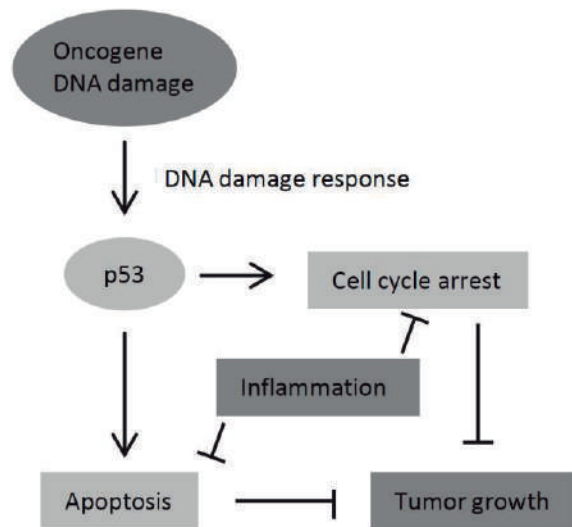 Oncogene
DNA damage
DNA damage response
p53
Cell cycle arrest
Inflammation
Apoptosis
Tumor growth